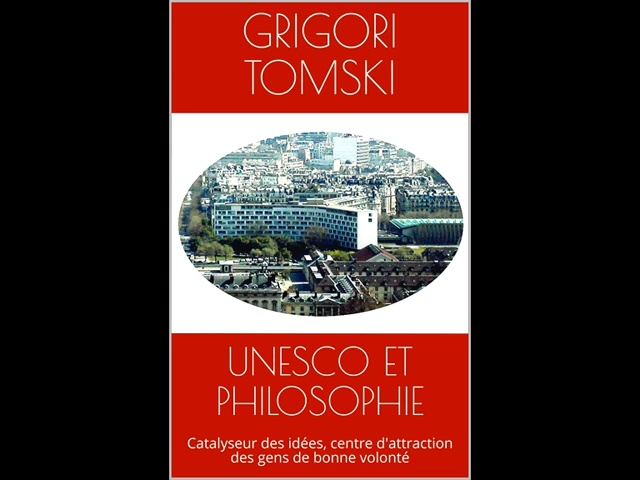 GRIGORI
TOMSKI
UNESCO ET
PHILOSOPHIE
Catalyseur des idées, centre d'attraction
des gens de bonne volonté